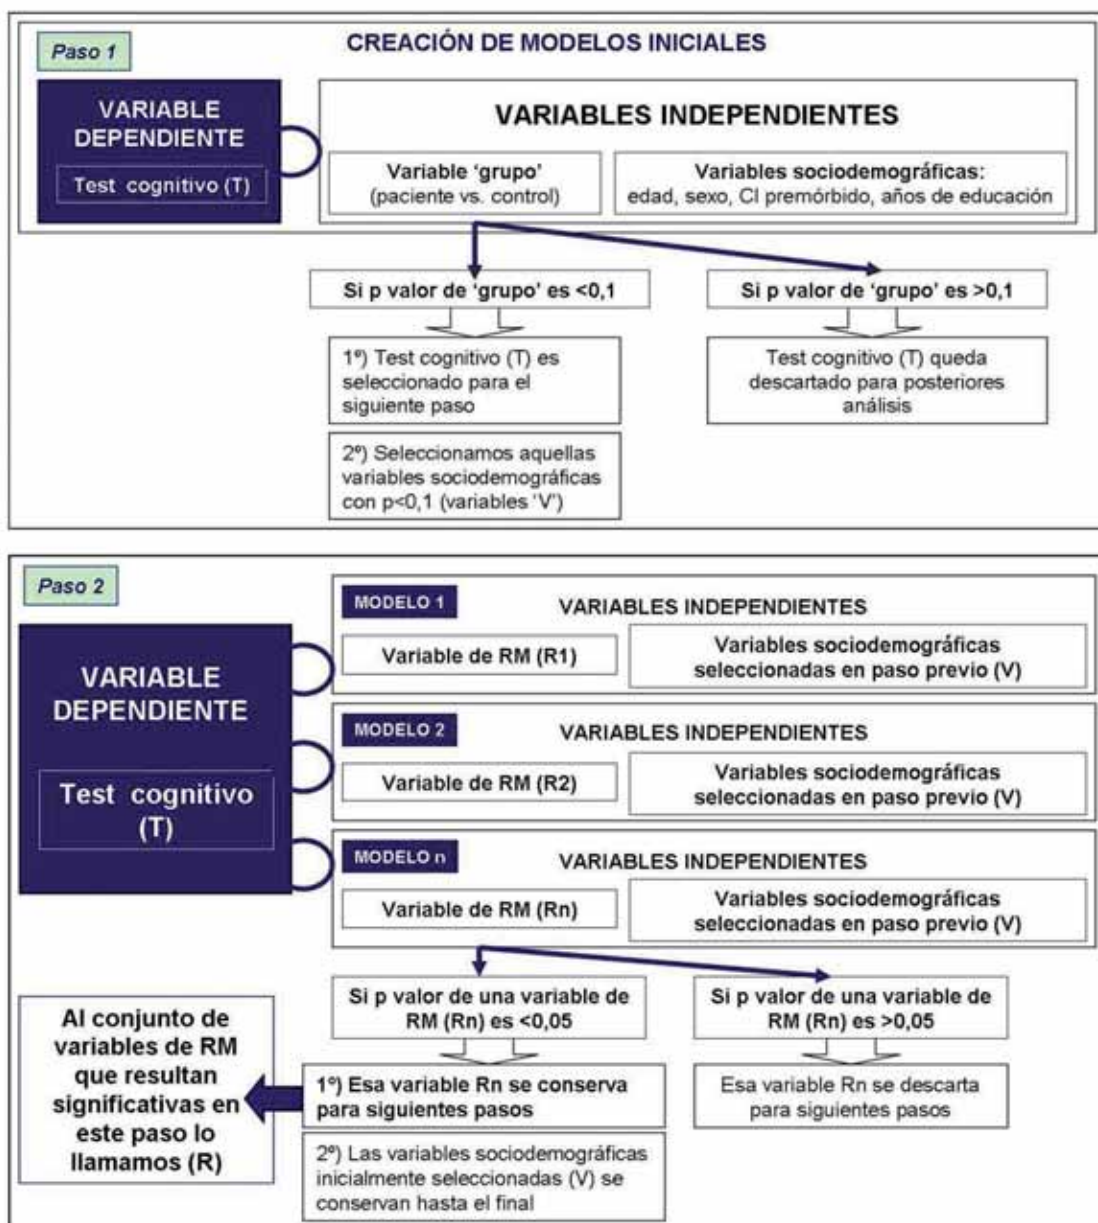 Paso 1
CREACIÓN DE MODELOS INICIALES
VARIABLE
DEPENDIENTE
Test cognitivo (T)
VARIABLES INDEPENDIENTES
Variable ‘grupo’
(paciente vs. control)
Variables sociodemográficas:
edad, sexo, CI premórbido, años de educación
Si p valor de ‘grupo’ es <0,1
1º) Test cognitivo (T) es
seleccionado para el
siguiente paso
2º) Seleccionamos aquellas
variables sociodemográficas
con p<0,1 (variables ‘V’)
Si p valor de ‘grupo’ es >0,1
Test cognitivo (T) queda
descartado para posteriores
análisis
Paso 2
VARIABLE
DEPENDIENTE
Test cognitivo
(T)
MODELO 1
VARIABLES INDEPENDIENTES
Variable de RM (R1)
Variables sociodemográficas
seleccionadas en paso previo (V)
MODELO 2
VARIABLES INDEPENDIENTES
Variable de RM (R2)
Variables sociodemográficas
seleccionadas en paso previo (V)
MODELO n
VARIABLES INDEPENDIENTES
Variable de RM (Rn)
Variables sociodemográficas
seleccionadas en paso previo (V)
Si p valor de una variable de
RM (Rn) es <0,05
1º) Esa variable Rn se conserva
para siguientes pasos
2º) Las variables sociodemográficas
inicialmente seleccionadas (V) se
conservan hasta el final
Si p valor de una variable de
RM (Rn) es >0,05
Esa variable Rn se descarta
para siguientes pasos
Al conjunto de
variables de RM
que resultan
significativas en
este paso lo
llamamos (R)